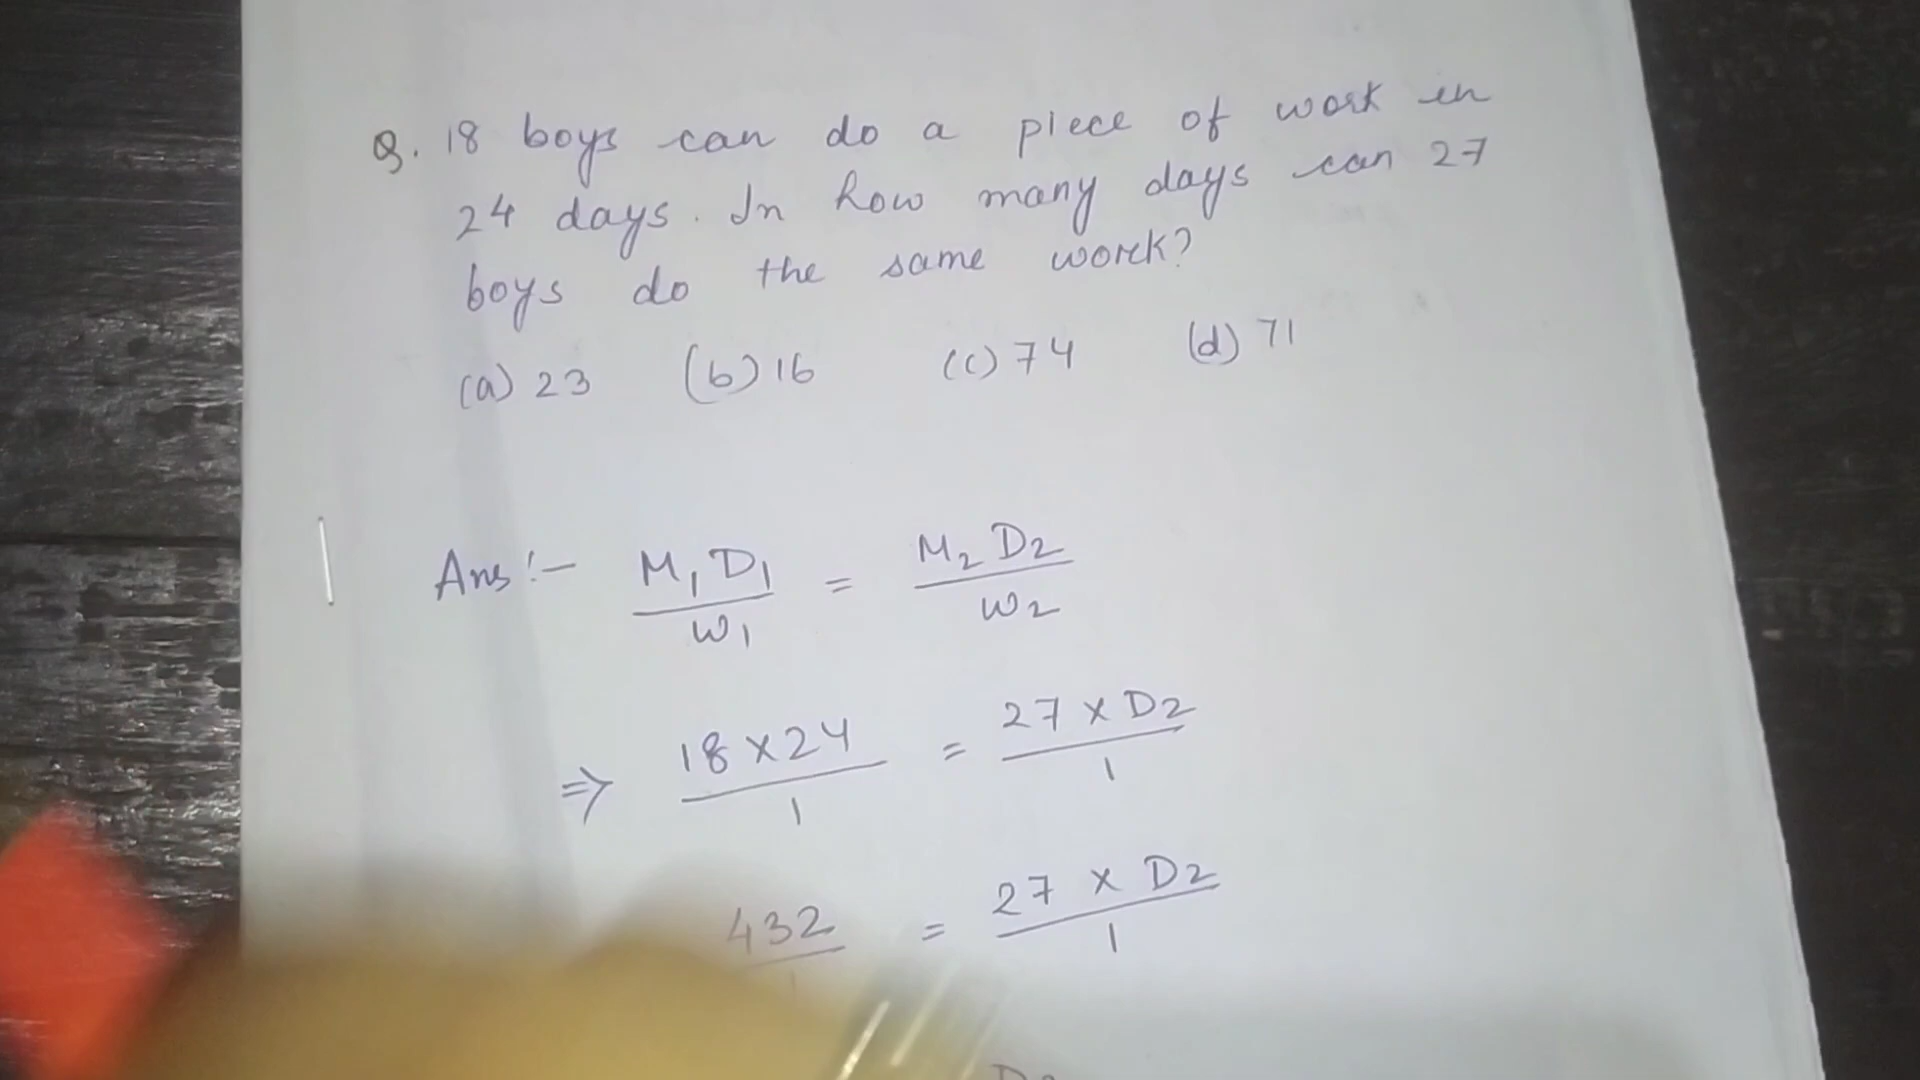 Q. 18 boys can do a piece of work in
24 days. In how many days can 27
boys do the same work?
(a) 23 (b) 16 (c) 74 (d) 71
Ans :- M₁D₁/W₁ = M₂D₂/W₂
⇒ 18×24/1 = 27×D₂/1
432/1 = 27×D₂/1